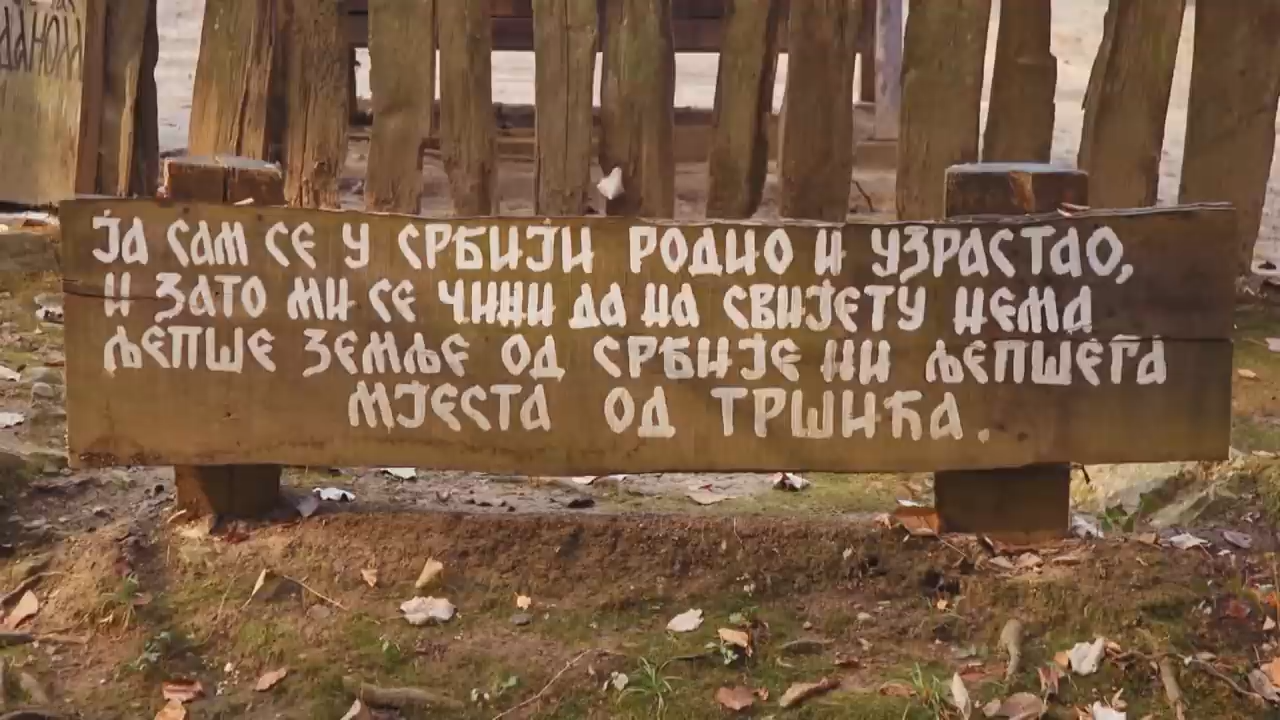 ЈА САМ СЕ У СРБИЈИ РОДИО И УЗРАСТАО,
И ЗАТО МИ СЕ ЧИНИ ДА НА СВИЈЕТУ НЕМА
ЉЕПШЕ ЗЕМЉЕ ОД СРБИЈЕ НИ ЉЕПШЕГА
МЈЕСТА ОД ТРШИЋА.